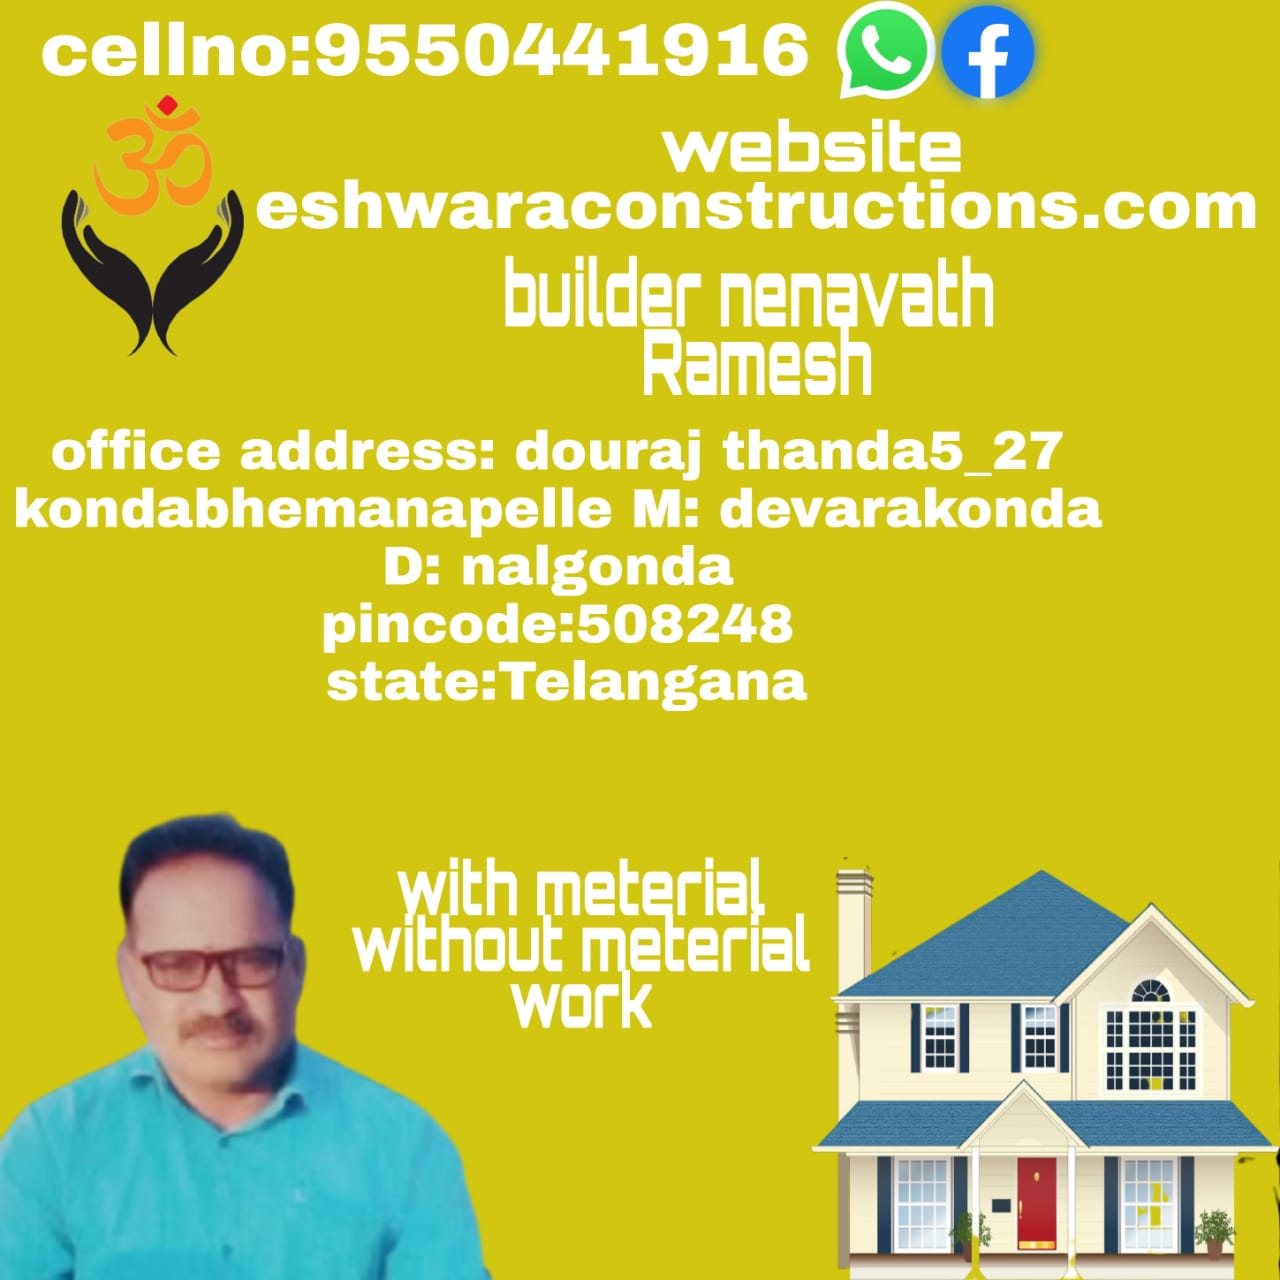 cellno:9550441916
ॐ
website
eshwaraconstructions.com
builder nenavath
Ramesh
office address: douraj thanda5_27
kondabhemanapelle M: devarakonda
D: nalgonda
pincode:508248
state:Telangana
with meterial
without meterial
work